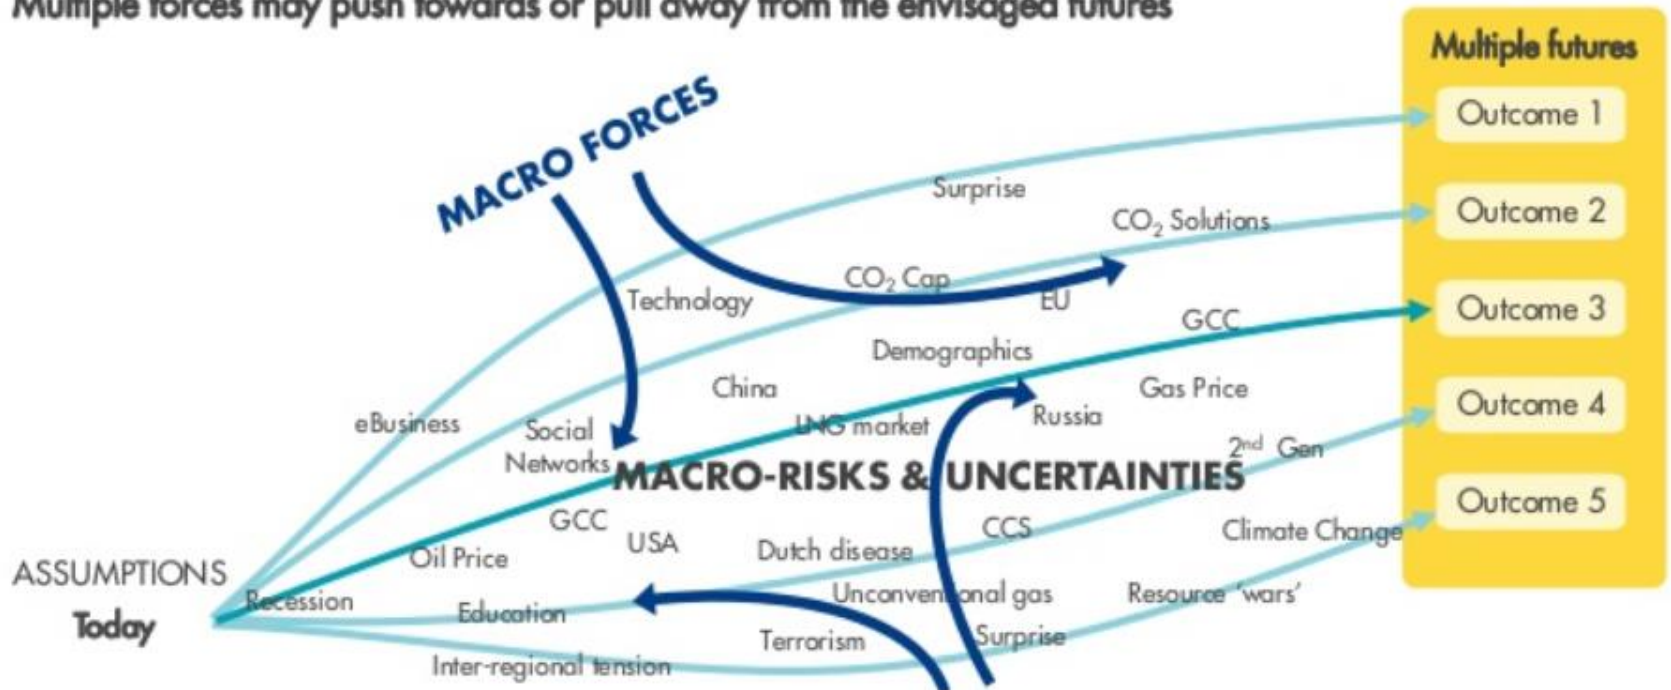 Multiple forces may push towards or pull away from the envisaged futures
Multiple futures
MACRO FORCES
Outcome 1
Surprise
CO₂ Solutions
Outcome 2
CO₂ Cap
Technology
EU
GCC
Outcome 3
Demographics
China
Gas Price
Outcome 4
eBusiness
Social
Networks
LNG market
Russia
2nd Gen
MACRO-RISKS & UNCERTAINTIES
Outcome 5
GCC
USA
CCS
Climate Change
Oil Price
Dutch disease
ASSUMPTIONS
Today
Recession
Education
Unconventional gas
Resource 'wars'
Terrorism
Surprise
Inter-regional tension